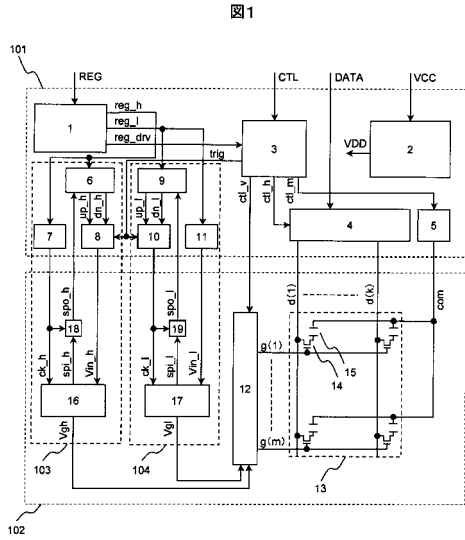 図1
101
REG
CTL
DATA
VCC
reg_h
reg_l
reg_drv
trig
1
3
VDD
2
6
9
up_h
dn_h
up_l
dn_l
ctl_v
ctl_h
ctl_m
7
8
10
11
4
5
spo_h
spo_l
d(1)
d(k)
com
18
19
ck_h
spi_h
Vin_h
ck_l
spi_l
Vin_l
12
g(1)
15
14
16
17
g(m)
Vgh
Vgl
103
104
13
102